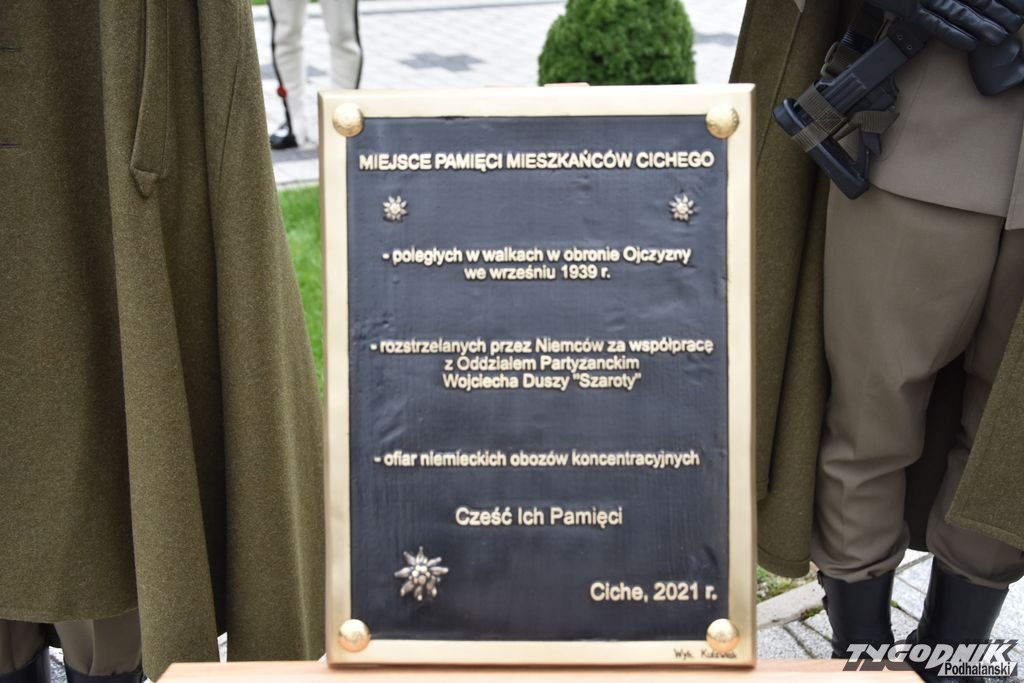 MIEJSCE PAMIĘCI MIESZKAŃCÓW CICHEGO
- poległych w walkach w obronie Ojczyzny
we wrześniu 1939 r.
- rozstrzelanych przez Niemców za współpracę
z Oddziałem Partyzanckim
Wojciecha Duszy "Szaroty"
- ofiar niemieckich obozów koncentracyjnych
Cześć Ich Pamięci
Ciche, 2021 r.
Wyk.
TYGODNIK
Podhalański